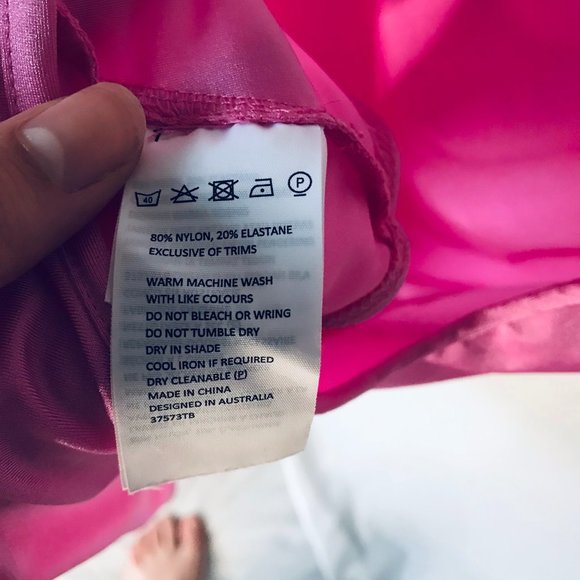 40 P
80% NYLON, 20% ELASTANE
EXCLUSIVE OF TRIMS
WARM MACHINE WASH
WITH LIKE COLOURS
DO NOT BLEACH OR WRING
DO NOT TUMBLE DRY
DRY IN SHADE
COOL IRON IF REQUIRED
DRY CLEANABLE (P)
MADE IN CHINA
DESIGNED IN AUSTRALIA
37573TB